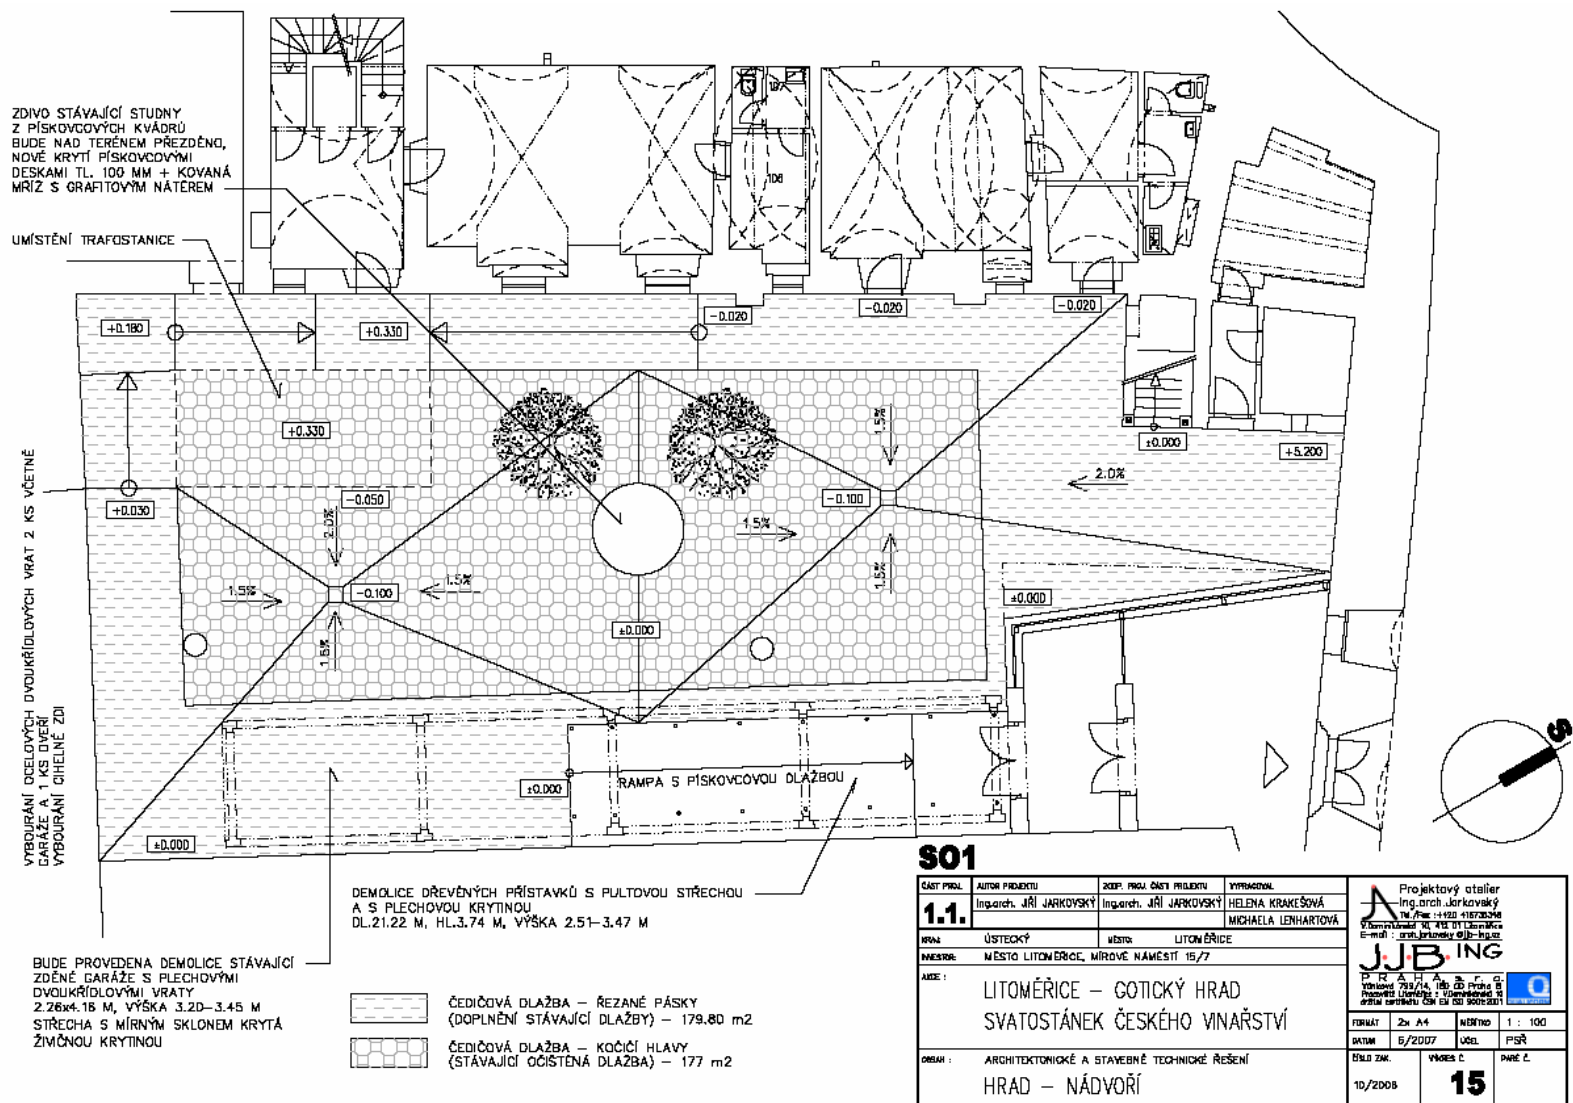 ZDIVO STÁVAJÍCÍ STUDNY
Z PÍSKOVCOVÝCH KVÁDRŮ
BUDE NAD TERÉNEM PŘEZDĚNO,
NOVÉ KRYTÍ PÍSKOVCOVÝMI
DESKAMI TL. 100 MM + KOVANÁ
MŘÍŽ S GRAFITOVÝM NÁTĚREM
UMÍSTĚNÍ TRAFOSTANICE
107
108
+0.180
+0.330
-0.020
-0.020
-0.020
+0.330
±0.000
+5.200
2.0%
+0.030
-0.050
2.0%
1.5%
-0.100
1.5%
1.5%
1.5%
-0.100
1.5%
1.5%
±0.000
±0.000
VYBOURÁNÍ OCELOVÝCH DVOUKŘÍDLOVÝCH VRAT 2 KS VČETNĚ
GARÁŽE A 1 KS DVEŘÍ
VYBOURÁNÍ CIHELNÉ ZDI
±0.000
RAMPA S PÍSKOVCOVOU DLAŽBOU
±0.000
S
DEMOLICE DŘEVĚNÝCH PŘÍSTAVKŮ S PULTOVOU STŘECHOU
A S PLECHOVOU KRYTINOU
DL.21.22 M, HL.3.74 M, VÝŠKA 2.51-3.47 M
BUDE PROVEDENA DEMOLICE STÁVAJÍCÍ
ZDĚNÉ GARÁŽE S PLECHOVÝMI
DVOUKŘÍDLOVÝMI VRATY
2.26x4.16 M, VÝŠKA 3.20-3.45 M
STŘECHA S MÍRNÝM SKLONEM KRYTÁ
ŽIVIČNOU KRYTINOU
ČEDIČOVÁ DLAŽBA - ŘEZANÉ PÁSKY
(DOPLNĚNÍ STÁVAJÍCÍ DLAŽBY) - 179.80 m2
ČEDIČOVÁ DLAŽBA - KOČIČÍ HLAVY
(STÁVAJÍCÍ OČIŠTĚNÁ DLAŽBA) - 177 m2
SO1
ČÁST PROJ. AUTOR PROJEKTU ZODP. PROJ. ČÁSTI PROJEKTU VYPRACOVAL
1.1. Ing.arch. JIŘÍ JARKOVSKÝ Ing.arch. JIŘÍ JARKOVSKÝ HELENA KRAKEŠOVÁ
MICHAELA LENHARTOVÁ
KRAJ: ÚSTECKÝ MĚSTO: LITOMĚŘICE
INVESTOR: MĚSTO LITOMĚŘICE, MÍROVÉ NÁMĚSTÍ 15/7
AKCE :
LITOMĚŘICE - GOTICKÝ HRAD
SVATOSTÁNEK ČESKÉHO VINAŘSTVÍ
OBSAH : ARCHITEKTONICKÉ A STAVEBNĚ TECHNICKÉ ŘEŠENÍ
HRAD - NÁDVOŘÍ
Projektový atelier
Ing.arch.Jarkovský
JJB ING
PRAHA, s. r. o.
Q
FORMÁT 2x A4 MĚŘÍTKO 1 : 100
DATUM 6/2007 ÚČEL PSŘ
ČÍSLO ZAK. VÝKRES Č. PARÉ Č.
10/2006 15